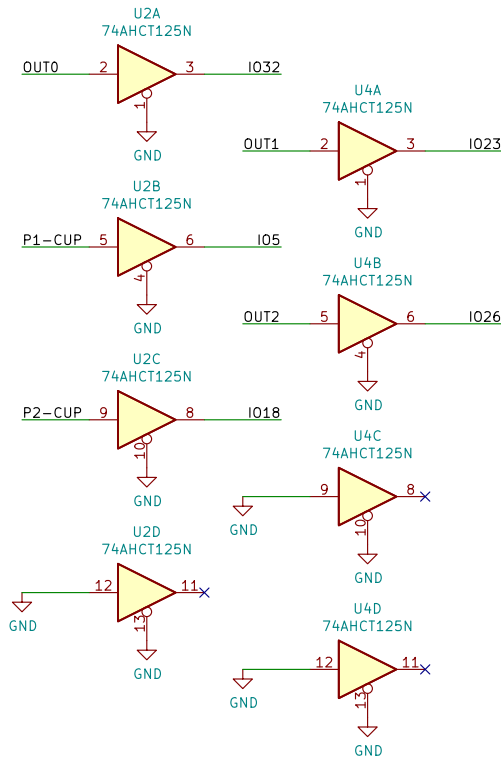 U2A
74AHCT125N
OUT0 2 3 IO32
1
GND
U4A
74AHCT125N
OUT1 2 3 IO23
1
GND
U2B
74AHCT125N
P1-CUP 5 6 IO5
4
GND
U4B
74AHCT125N
OUT2 5 6 IO26
4
GND
U2C
74AHCT125N
P2-CUP 9 8 IO18
10
GND
U4C
74AHCT125N
9 8
GND
10
GND
U2D
74AHCT125N
12 11
GND
13
GND
U4D
74AHCT125N
12 11
GND
13
GND